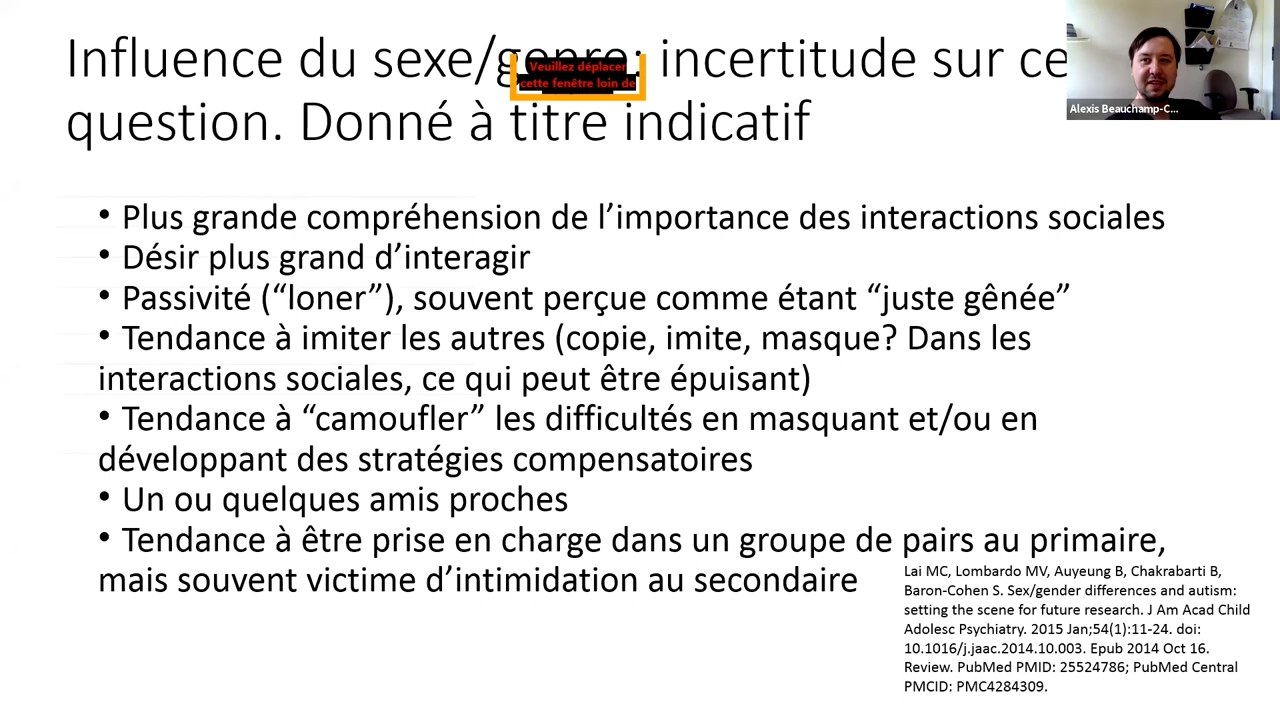 Influence du sexe/genre: incertitude sur ce
question. Donné à titre indicatif
Veuillez déplacer
cette fenêtre loin de
Alexis Beauchamp-C...
• Plus grande compréhension de l’importance des interactions sociales
• Désir plus grand d’interagir
• Passivité (“loner”), souvent perçue comme étant “juste gênée”
• Tendance à imiter les autres (copie, imite, masque? Dans les
interactions sociales, ce qui peut être épuisant)
• Tendance à “camoufler” les difficultés en masquant et/ou en
développant des stratégies compensatoires
• Un ou quelques amis proches
• Tendance à être prise en charge dans un groupe de pairs au primaire,
mais souvent victime d’intimidation au secondaire
Lai MC, Lombardo MV, Auyeung B, Chakrabarti B,
Baron-Cohen S. Sex/gender differences and autism:
setting the scene for future research. J Am Acad Child
Adolesc Psychiatry. 2015 Jan;54(1):11-24. doi:
10.1016/j.jaac.2014.10.003. Epub 2014 Oct 16.
Review. PubMed PMID: 25524786; PubMed Central
PMCID: PMC4284309.